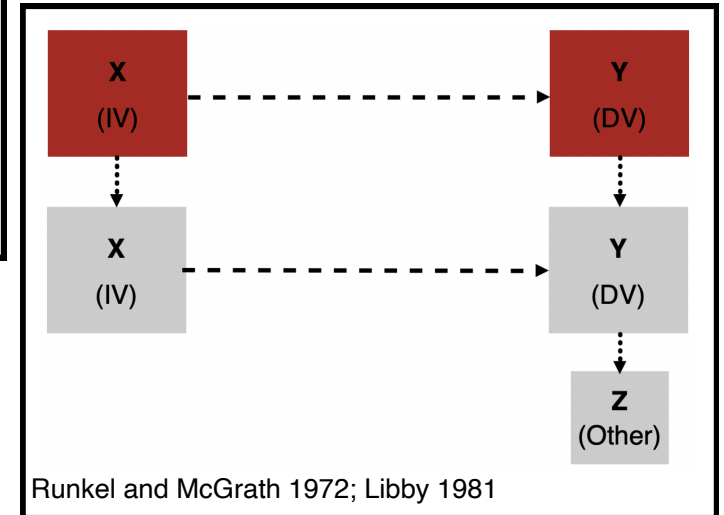 X
(IV)
Y
(DV)
X
(IV)
Y
(DV)
Z
(Other)
Runkel and McGrath 1972; Libby 1981